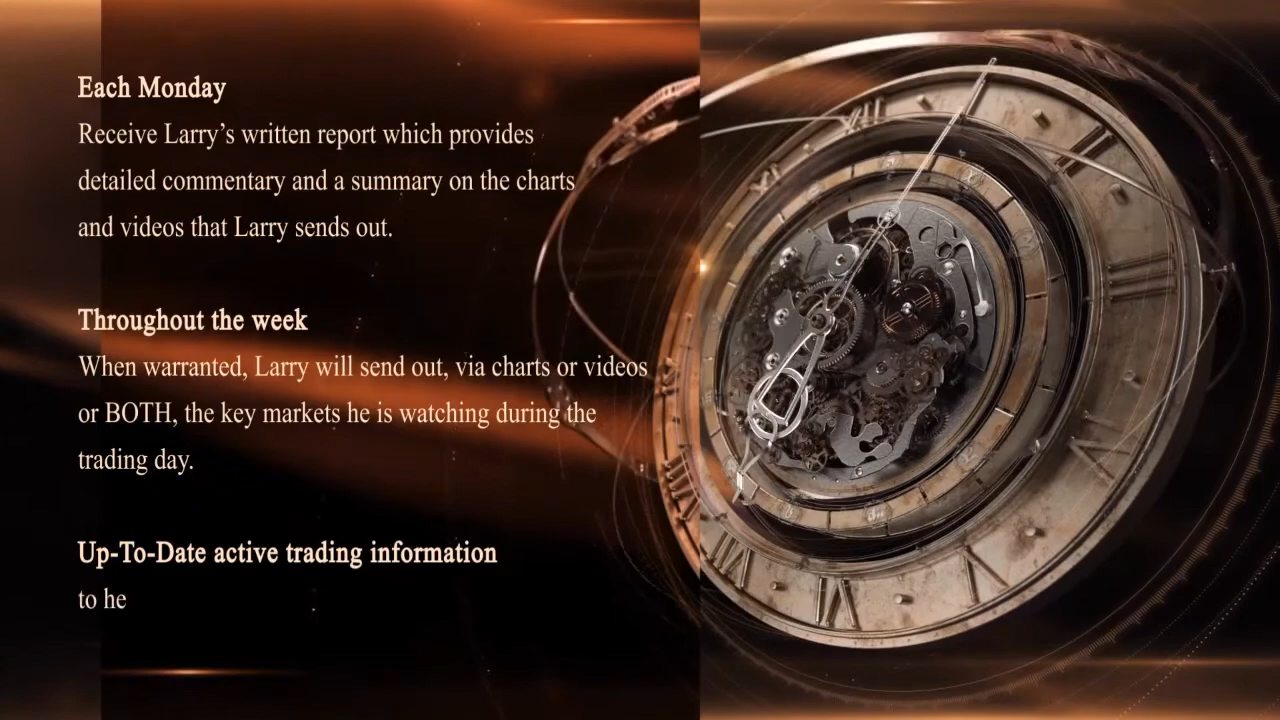 Each Monday
Receive Larry’s written report which provides
detailed commentary and a summary on the charts
and videos that Larry sends out.
Throughout the week
When warranted, Larry will send out, via charts or videos
or BOTH, the key markets he is watching during the
trading day.
Up-To-Date active trading information
to he